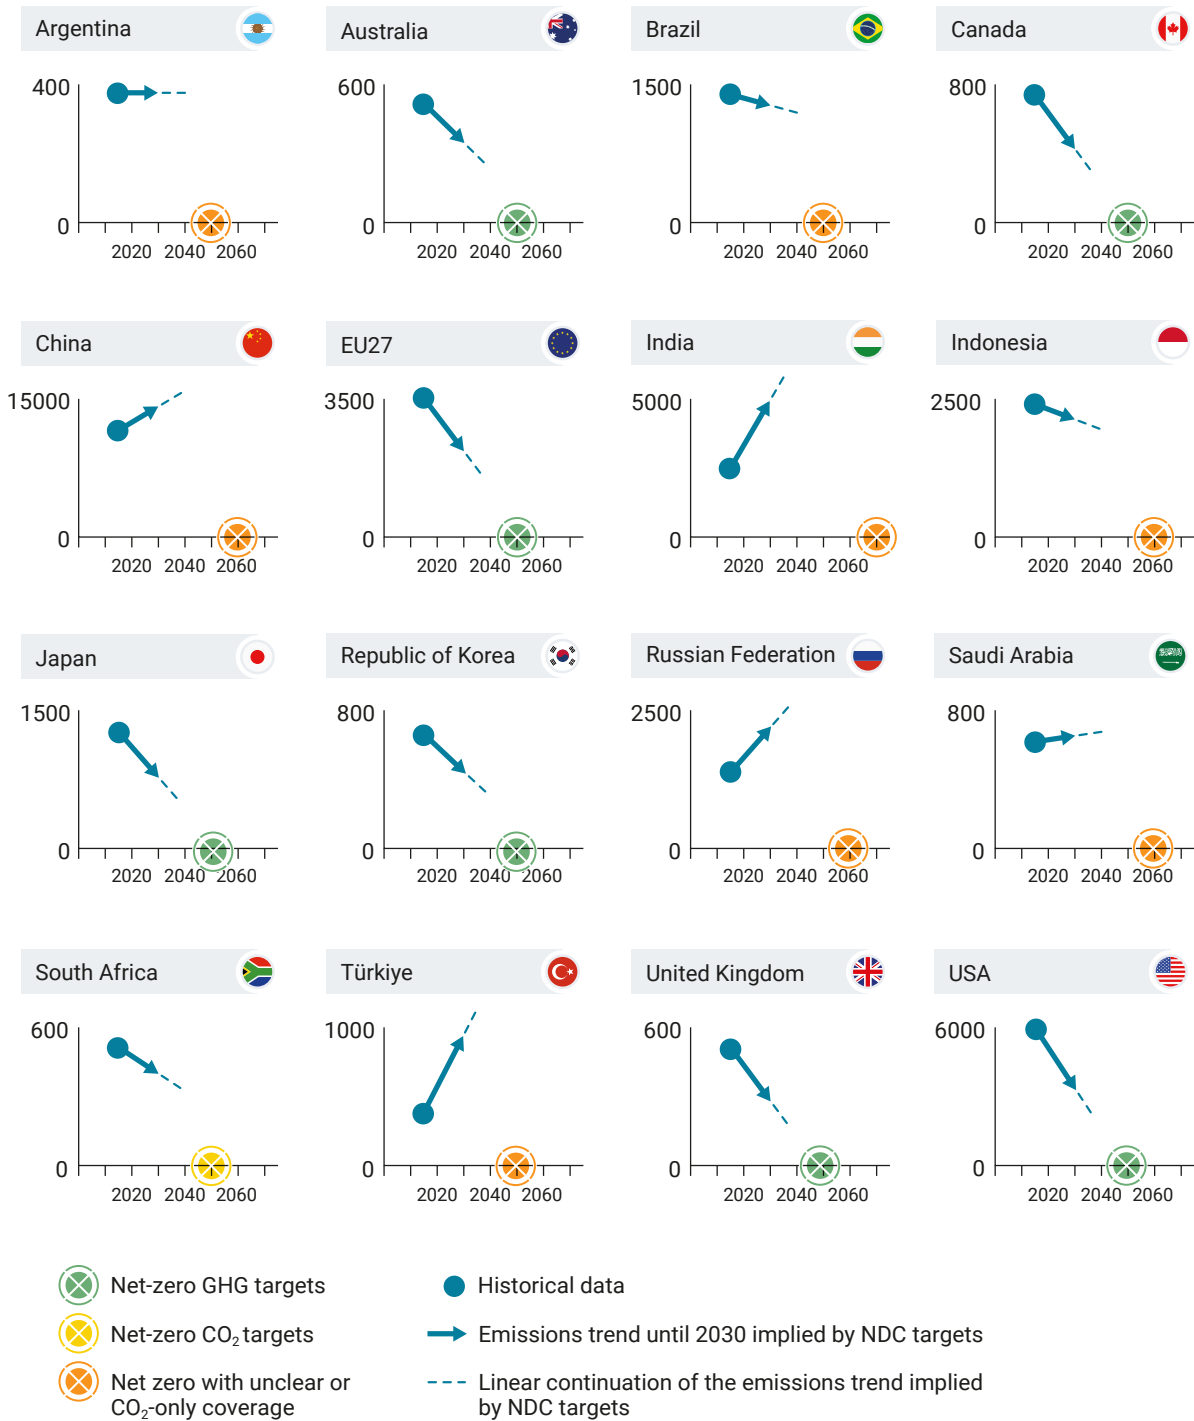 Argentina
Australia
Brazil
Canada
400
600
1500
800
0
0
0
0
2020 2040 2060
2020 2040 2060
2020 2040 2060
2020 2040 2060
China
EU27
India
Indonesia
15000
3500
5000
2500
0
0
0
0
2020 2040 2060
2020 2040 2060
2020 2040 2060
2020 2040 2060
Japan
Republic of Korea
Russian Federation
Saudi Arabia
1500
800
2500
800
0
0
0
0
2020 2040 2060
2020 2040 2060
2020 2040 2060
2020 2040 2060
South Africa
Türkiye
United Kingdom
USA
600
1000
600
6000
0
0
0
0
2020 2040 2060
2020 2040 2060
2020 2040 2060
2020 2040 2060
Net-zero GHG targets
Net-zero CO₂ targets
Net zero with unclear or
CO₂-only coverage
Historical data
Emissions trend until 2030 implied by NDC targets
Linear continuation of the emissions trend implied
by NDC targets